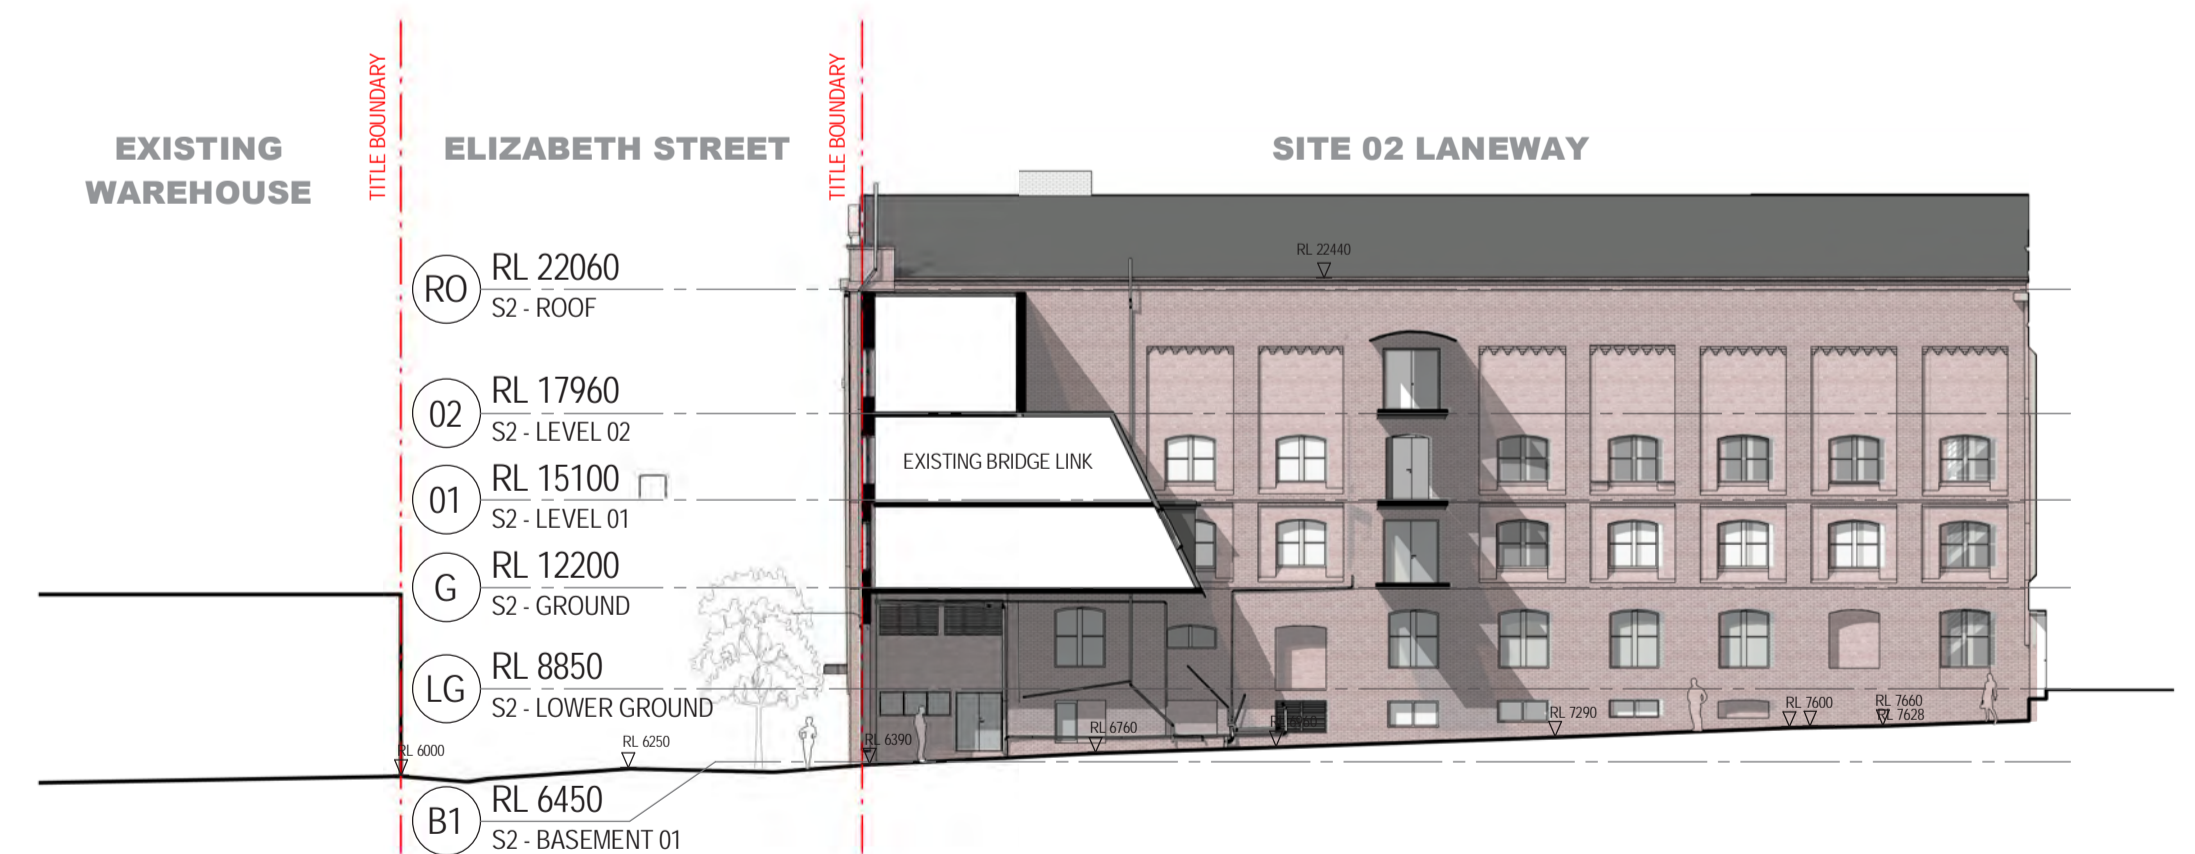 TITLE BOUNDARY
TITLE BOUNDARY
EXISTING
WAREHOUSE
ELIZABETH STREET
SITE 02 LANEWAY
RL 22440
RO
RL 22060
S2 - ROOF
02
RL 17960
S2 - LEVEL 02
EXISTING BRIDGE LINK
01
RL 15100
S2 - LEVEL 01
G
RL 12200
S2 - GROUND
LG
RL 8850
S2 - LOWER GROUND
RL 6000
RL 6250
RL 6390
RL 6760
RL
RL 7290
RL 7600
RL 7660
RL 7628
B1
RL 6450
S2 - BASEMENT 01